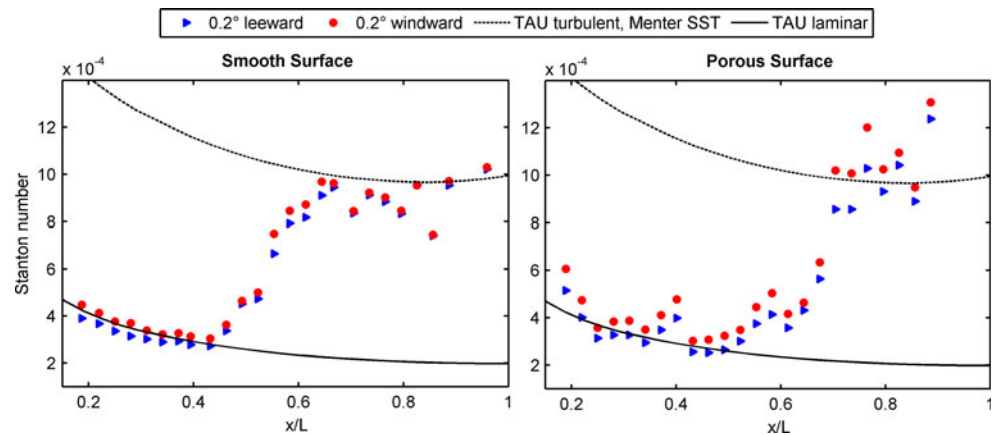 0.2° leeward 0.2° windward TAU turbulent, Menter SST TAU laminar
Smooth Surface
x 10-4
Stanton number
12
10
8
6
4
2
0.2 0.4 0.6 0.8 1
x/L
Porous Surface
x 10-4
12
10
8
6
4
2
0.2 0.4 0.6 0.8 1
x/L